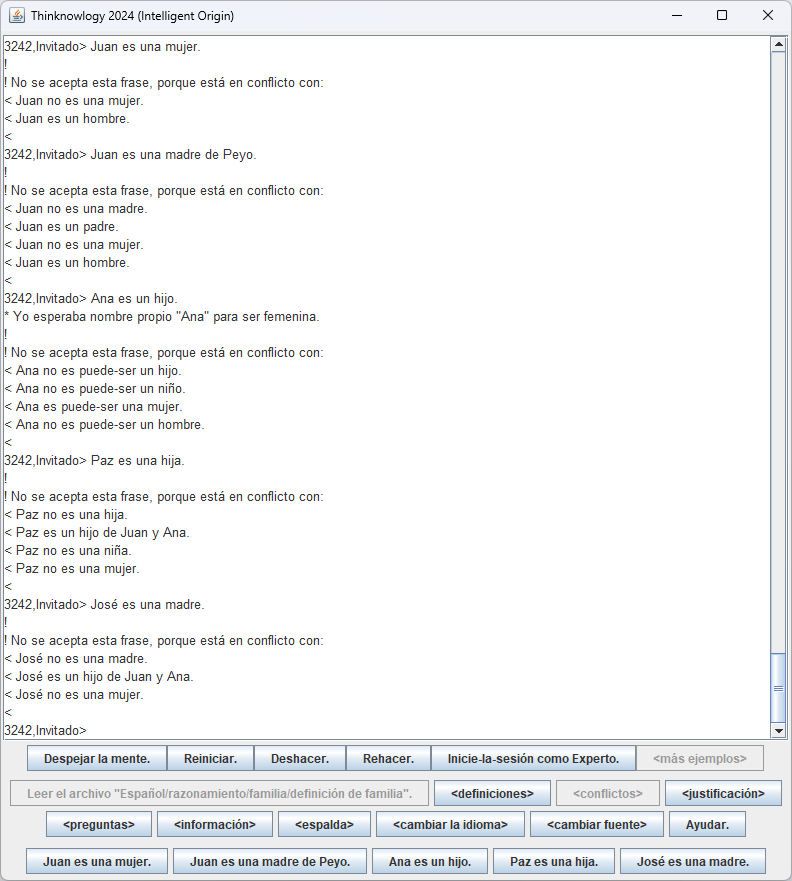 Thinknowlogy 2024 (Intelligent Origin)
3242,Invitado> Juan es una mujer.
!
! No se acepta esta frase, porque está en conflicto con:
< Juan no es una mujer.
< Juan es un hombre.
<
3242,Invitado> Juan es una madre de Peyo.
!
! No se acepta esta frase, porque está en conflicto con:
< Juan no es una madre.
< Juan es un padre.
< Juan no es una mujer.
< Juan es un hombre.
<
3242,Invitado> Ana es un hijo.
* Yo esperaba nombre propio "Ana" para ser femenina.
!
! No se acepta esta frase, porque está en conflicto con:
< Ana no es puede-ser un hijo.
< Ana no es puede-ser un niño.
< Ana es puede-ser una mujer.
< Ana no es puede-ser un hombre.
<
3242,Invitado> Paz es una hija.
!
! No se acepta esta frase, porque está en conflicto con:
< Paz no es una hija.
< Paz es un hijo de Juan y Ana.
< Paz no es una niña.
< Paz no es una mujer.
<
3242,Invitado> José es una madre.
!
! No se acepta esta frase, porque está en conflicto con:
< José no es una madre.
< José es un hijo de Juan y Ana.
< José no es una mujer.
<
3242,Invitado>
Despejar la mente. Reiniciar. Deshacer. Rehacer. Inicie-la-sesión como Experto. <más ejemplos>
Leer el archivo "Español/razonamiento/familia/definición de familia". <definiciones> <conflictos> <justificación>
<preguntas> <información> <espalda> <cambiar la idioma> <cambiar fuente> Ayudar.
Juan es una mujer. Juan es una madre de Peyo. Ana es un hijo. Paz es una hija. José es una madre.